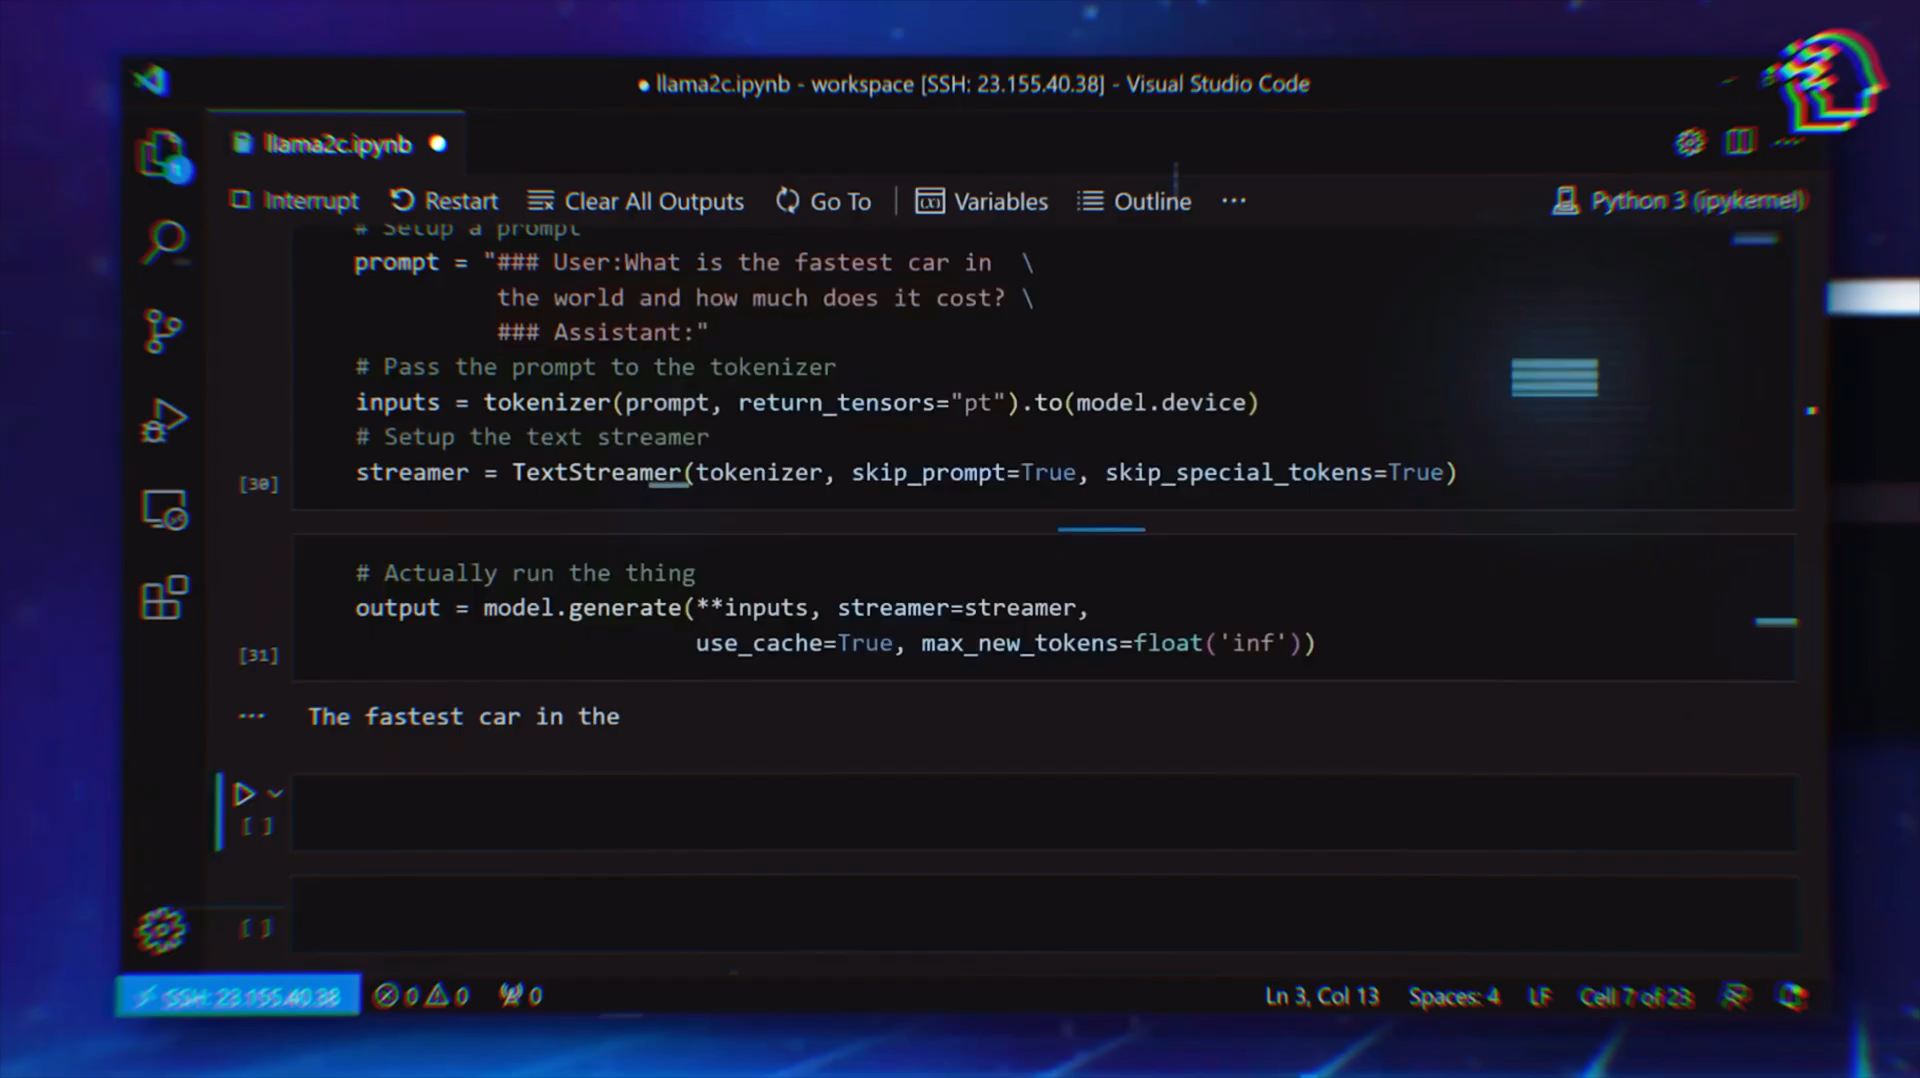 ● llama2c.ipynb - workspace [SSH: 23.155.40.38] - Visual Studio Code
llama2c.ipynb ●
1
Interrupt Restart Clear All Outputs Go To | Variables Outline ··· Python 3 (ipykernel)
# Setup a prompt
prompt = "### User:What is the fastest car in \
the world and how much does it cost? \
### Assistant:"
# Pass the prompt to the tokenizer
inputs = tokenizer(prompt, return_tensors="pt").to(model.device)
# Setup the text streamer
streamer = TextStreamer(tokenizer, skip_prompt=True, skip_special_tokens=True)
[30]
# Actually run the thing
output = model.generate(**inputs, streamer=streamer,
use_cache=True, max_new_tokens=float('inf'))
[31]
··· The fastest car in the
[ ]
[ ]
SSH: 23.155.40.38 0 0 0 Ln 3, Col 13 Spaces: 4 LF Cell 7 of 23